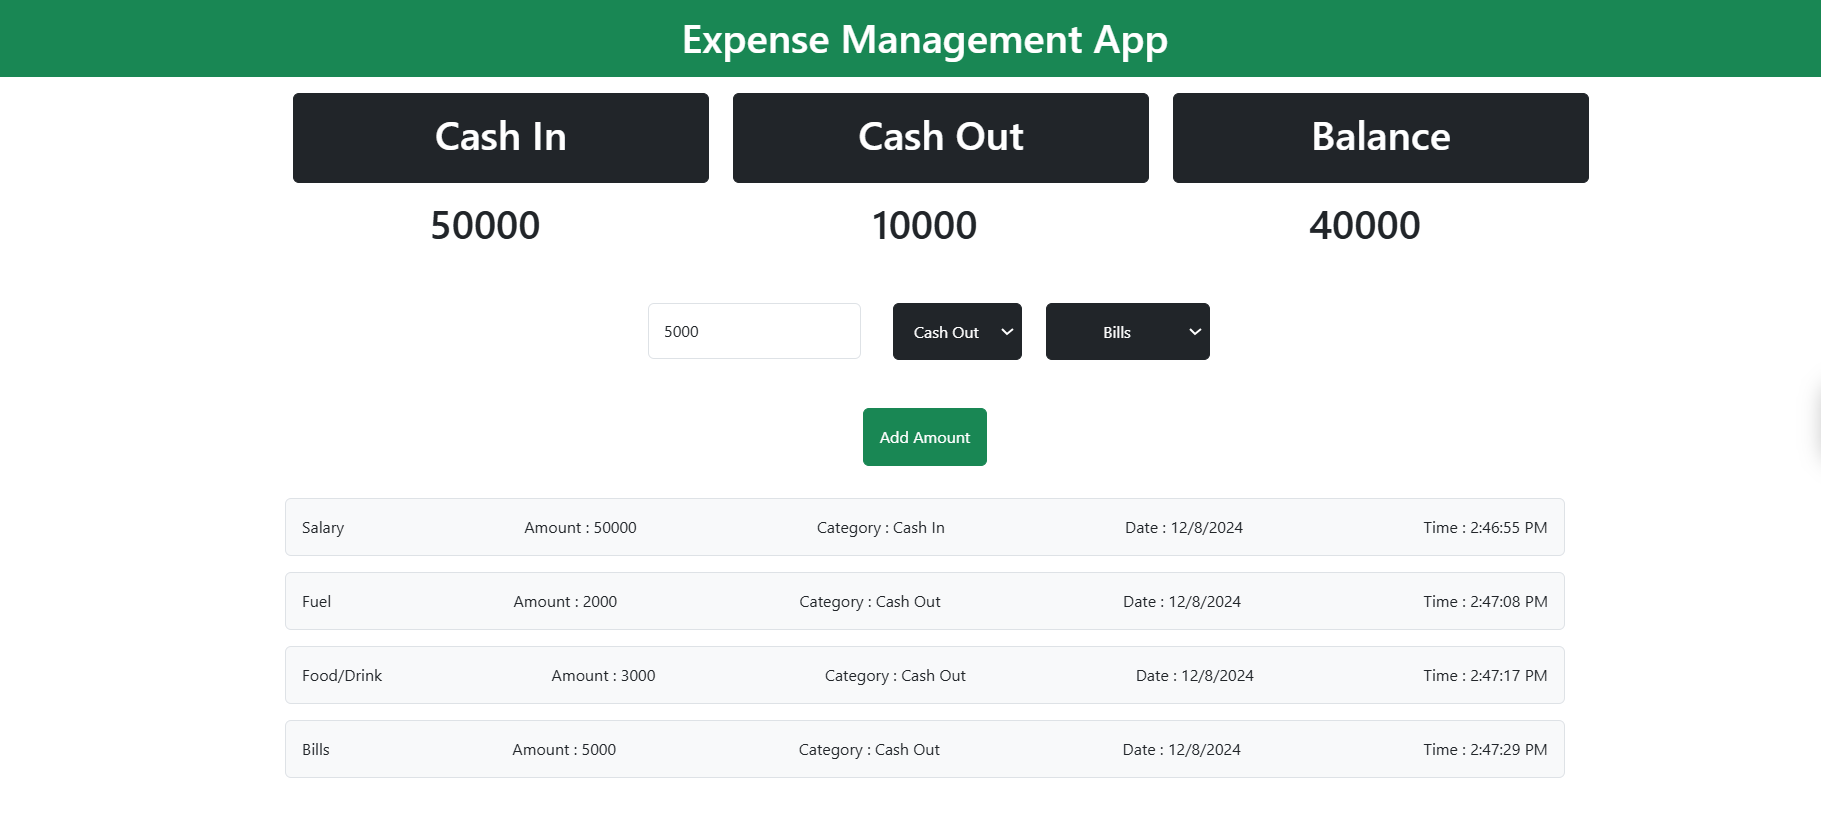 Expense Management App
Cash In Cash Out Balance
50000 10000 40000
5000 Cash Out Bills
Add Amount
Salary Amount : 50000 Category : Cash In Date : 12/8/2024 Time : 2:46:55 PM
Fuel Amount : 2000 Category : Cash Out Date : 12/8/2024 Time : 2:47:08 PM
Food/Drink Amount : 3000 Category : Cash Out Date : 12/8/2024 Time : 2:47:17 PM
Bills Amount : 5000 Category : Cash Out Date : 12/8/2024 Time : 2:47:29 PM